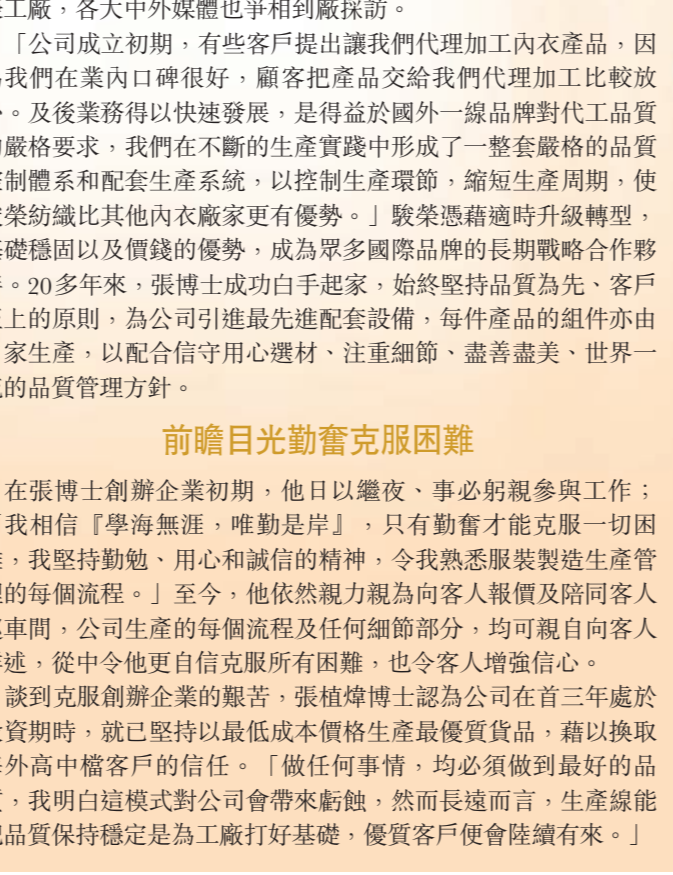 工廠，各大中外媒體也爭相到廠採訪。
「公司成立初期，有些客戶提出讓我們代理加工內衣產品，因
我們在業內口碑很好，顧客把產品交給我們代理加工比較放
。及後業務得以快速發展，是得益於國外一線品牌對代工品質
嚴格要求，我們在不斷的生產實踐中形成了一整套嚴格的品質
制體系和配套生產系統，以控制生產環節，縮短生產周期，使
榮紡織比其他內衣廠家更有優勢。」駿榮憑藉適時升級轉型，
礎穩固以及價錢的優勢，成為眾多國際品牌的長期戰略合作夥
。20多年來，張博士成功白手起家，始終堅持品質為先、客戶
上的原則，為公司引進最先進配套設備，每件產品的組件亦由
家生產，以配合信守用心選材、注重細節、盡善盡美、世界一
的品質管理方針。
前瞻目光勤奮克服困難
在張博士創辦企業初期，他日以繼夜、事必躬親參與工作；
我相信『學海無涯，唯勤是岸』，只有勤奮才能克服一切困
，我堅持勤勉、用心和誠信的精神，令我熟悉服裝製造生產管
的每個流程。」至今，他依然親力親為向客人報價及陪同客人
車間，公司生產的每個流程及任何細節部分，均可親自向客人
述，從中令他更自信克服所有困難，也令客人增強信心。
談到克服創辦企業的艱苦，張植煒博士認為公司在首三年處於
資期時，就已堅持以最低成本價格生產最優質貨品，藉以換取
外高中檔客戶的信任。「做任何事情，均必須做到最好的品
，我明白這模式對公司會帶來虧蝕，然而長遠而言，生產線能
品質保持穩定是為工廠打好基礎，優質客戶便會陸續有來。」